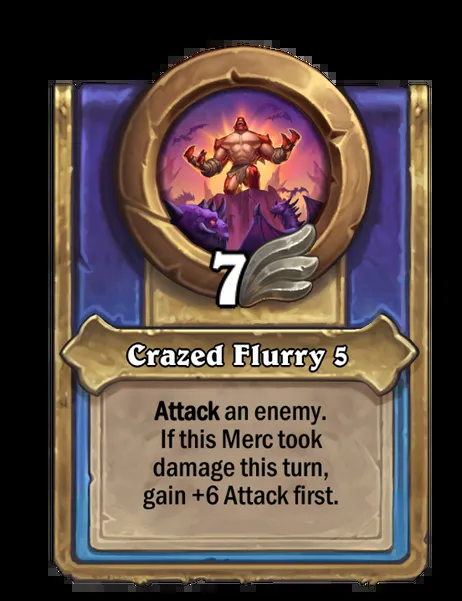 7
Crazed Flurry 5
Attack an enemy.
If this Merc took
damage this turn,
gain +6 Attack first.